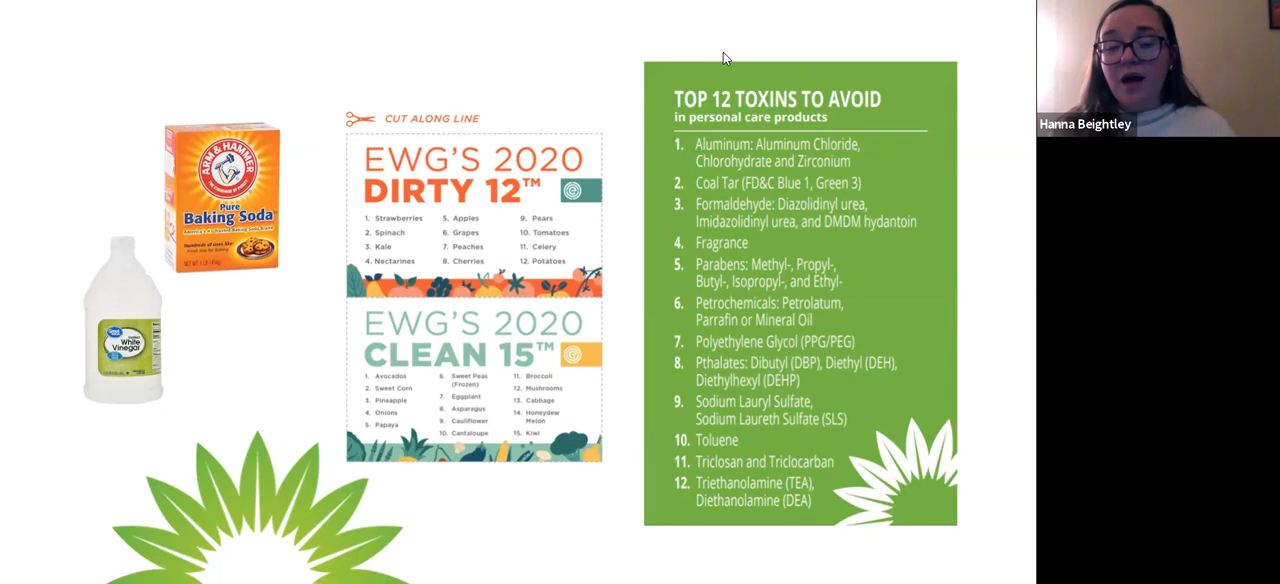 ARM & HAMMER
Pure
Baking Soda
NET WT 1 LB (454g)
Great Value
White
Vinegar
CUT ALONG LINE
EWG'S 2020
DIRTY 12™
1. Strawberries
2. Spinach
3. Kale
4. Nectarines
5. Apples
6. Grapes
7. Peaches
8. Cherries
9. Pears
10. Tomatoes
11. Celery
12. Potatoes
EWG'S 2020
CLEAN 15™
1. Avocados
2. Sweet Corn
3. Pineapple
4. Onions
5. Papaya
6. Sweet Peas
(Frozen)
7. Eggplant
8. Asparagus
9. Cauliflower
10. Cantaloupe
11. Broccoli
12. Mushrooms
13. Cabbage
14. Honeydew
Melon
15. Kiwi
TOP 12 TOXINS TO AVOID
in personal care products
1. Aluminum: Aluminum Chloride,
Chlorohydrate and Zirconium
2. Coal Tar (FD&C Blue 1, Green 3)
3. Formaldehyde: Diazolidinyl urea,
Imidazolidinyl urea, and DMDM hydantoin
4. Fragrance
5. Parabens: Methyl-, Propyl-,
Butyl-, Isopropyl-, and Ethyl-
6. Petrochemicals: Petrolatum,
Parrafin or Mineral Oil
7. Polyethylene Glycol (PPG/PEG)
8. Pthalates: Dibutyl (DBP), Diethyl (DEH),
Diethylhexyl (DEHP)
9. Sodium Lauryl Sulfate,
Sodium Laureth Sulfate (SLS)
10. Toluene
11. Triclosan and Triclocarban
12. Triethanolamine (TEA),
Diethanolamine (DEA)
Hanna Beightley